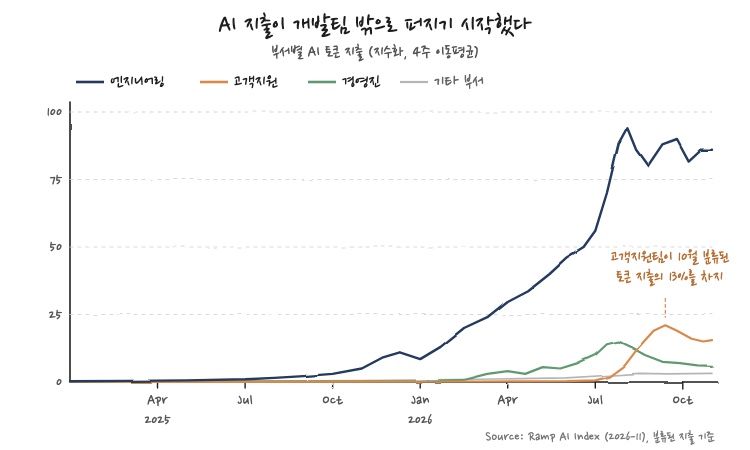 AI 지출이 개발팀 밖으로 퍼지기 시작했다
부서별 AI 토큰 지출 (지수화, 4주 이동평균)
엔지니어링 고객지원 경영진 기타 부서
100
75
50
고객지원팀이 10월 분류된
토큰 지출의 13%를 차지
25
0
Apr Jul Oct Jan Apr Jul Oct
2025 2026
Source: Ramp AI Index (2026-11), 분류된 지출 기준